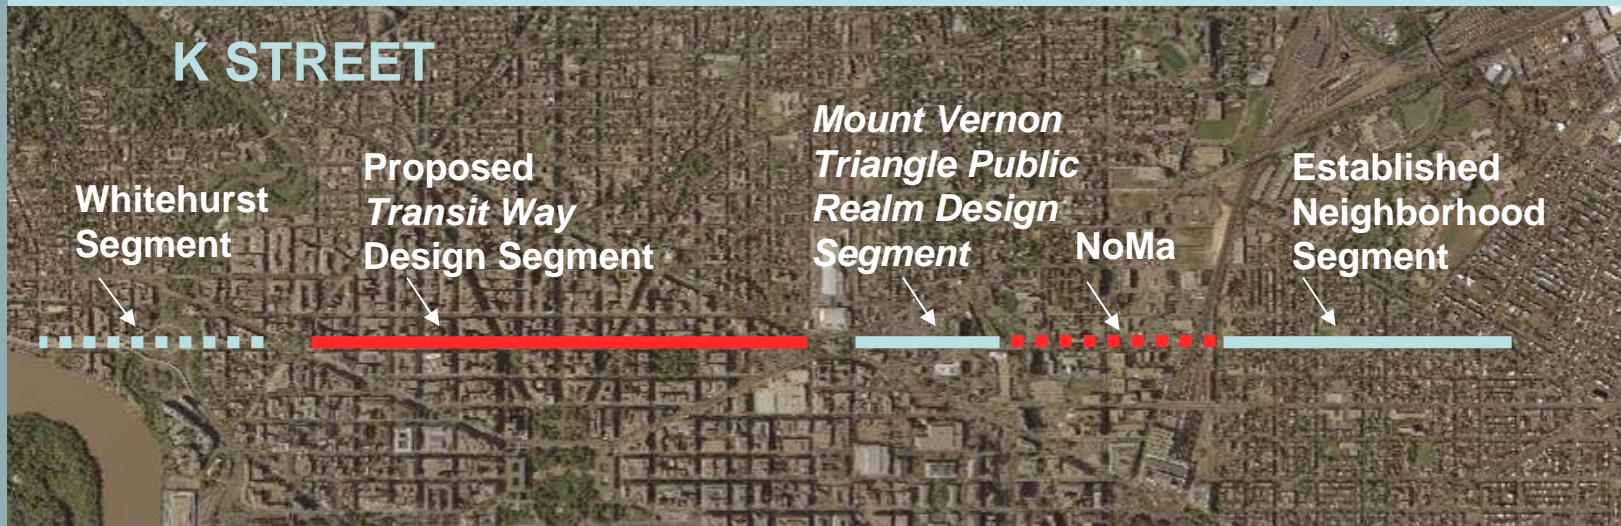 K STREET
Whitehurst
Segment
Proposed
Transit Way
Design Segment
Mount Vernon
Triangle Public
Realm Design
Segment
NoMa
Established
Neighborhood
Segment